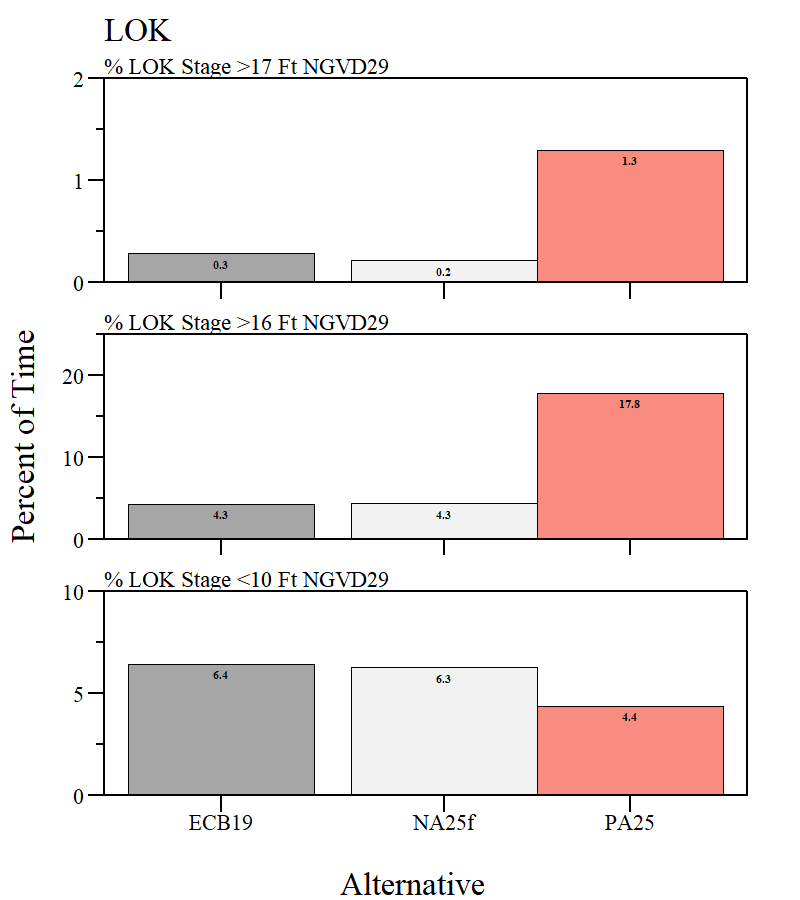 LOK
% LOK Stage >17 Ft NGVD29
2
1
0
0.3
0.2
1.3
% LOK Stage >16 Ft NGVD29
20
10
0
4.3
4.3
17.8
% LOK Stage <10 Ft NGVD29
10
5
0
6.4
6.3
4.4
ECB19
NA25f
PA25
Percent of Time
Alternative